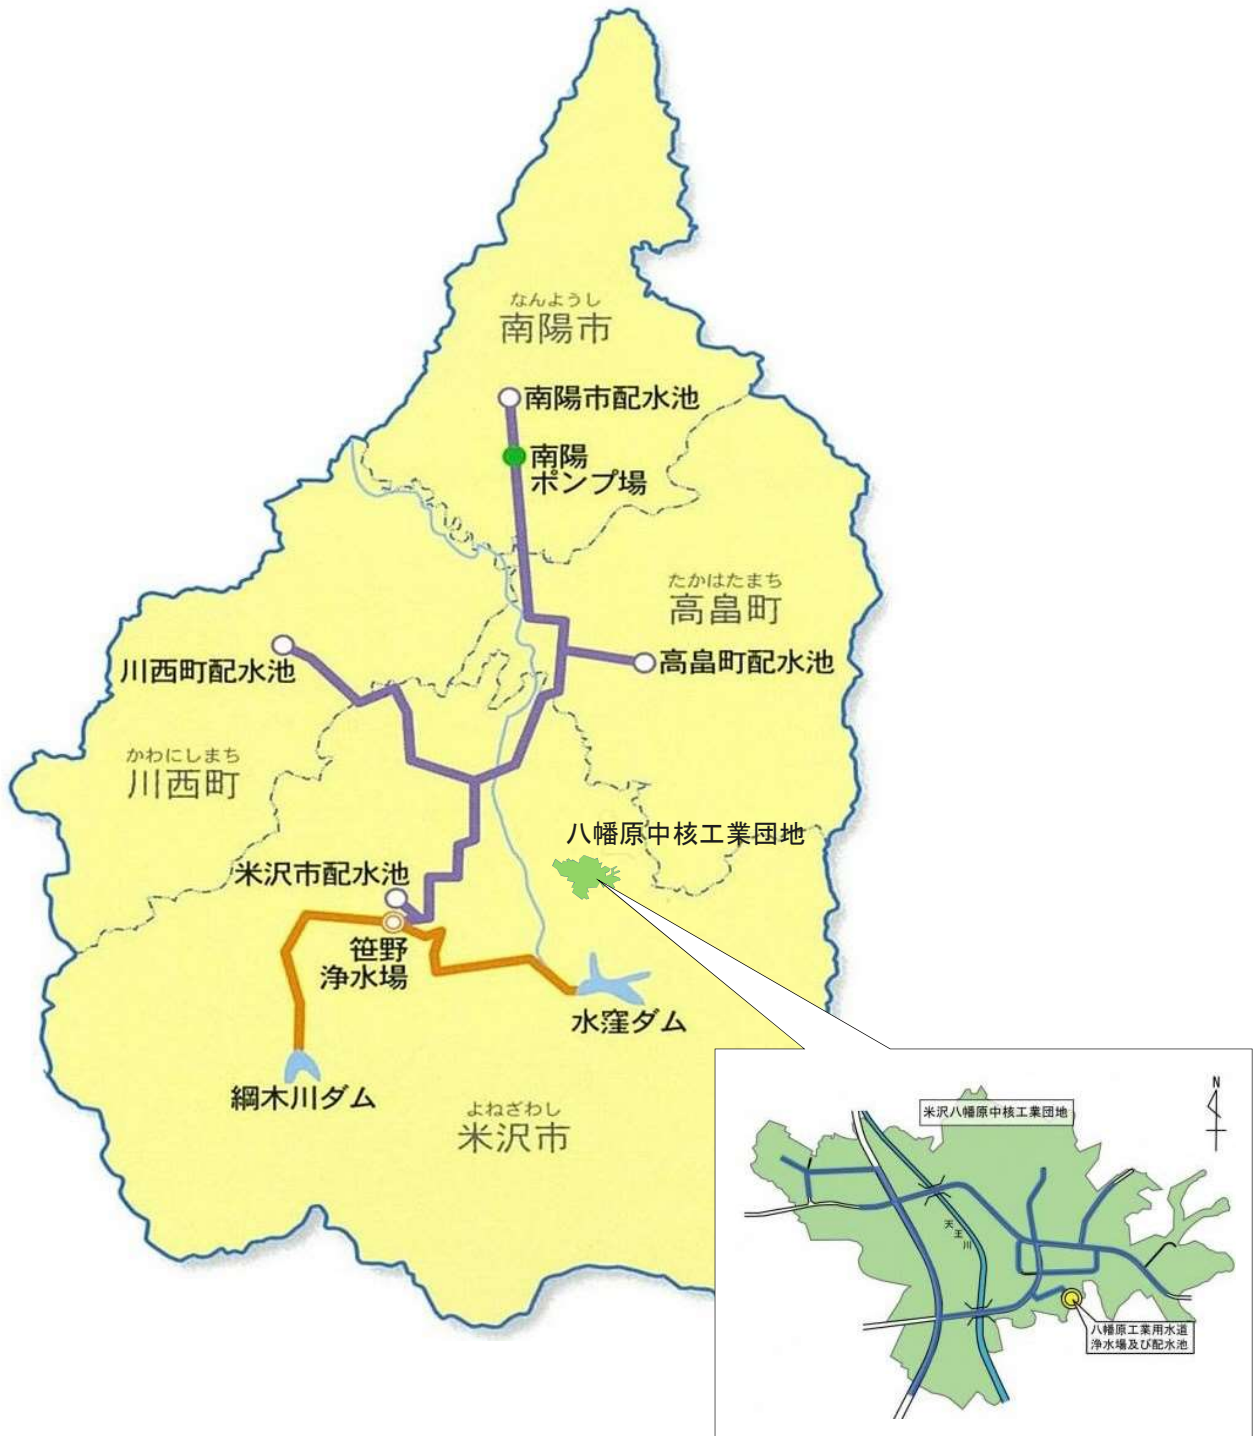 なんようし
南陽市
南陽市配水池
南陽
ポンプ場
たかはたまち
高畠町
高畠町配水池
川西町配水池
かわにしまち
川西町
八幡原中核工業団地
米沢市配水池
笹野
浄水場
水窪ダム
綱木川ダム
よねざわし
米沢市
米沢八幡原中核工業団地
N
天王川
八幡原工業用水道
浄水場及び配水池